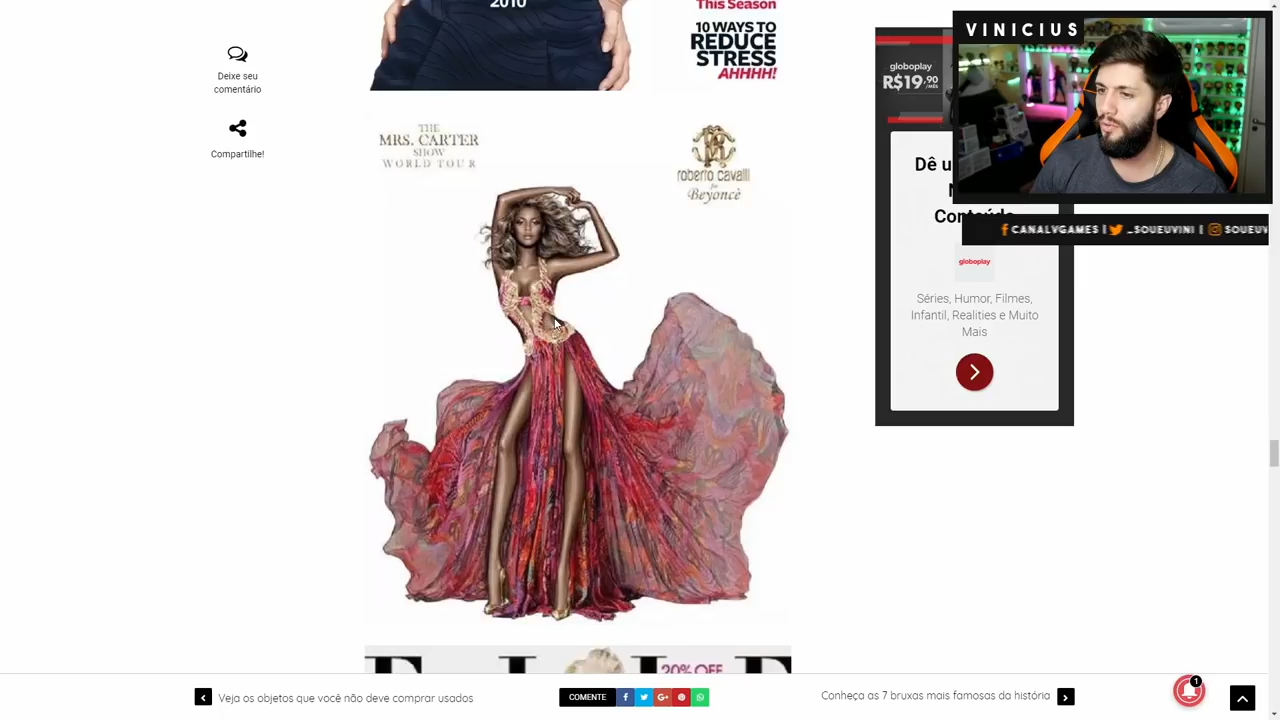 2010
This Season
10 WAYS TO
REDUCE
STRESS
AHHHH!
Deixe seu
comentário
Compartilhe!
THE
MRS. CARTER
SHOW
WORLD TOUR
roberto cavalli
for
Beyoncè
globoplay
R$19,90
/MÊS
Dê u
Conteúdo
globoplay
Séries, Humor, Filmes,
Infantil, Realities e Muito
Mais
VINICIUS
CANALVGAMES | _SOUEUVINI | SOUEUV
ELLE
20% OFF
Veja os objetos que você não deve comprar usados
COMENTE
Conheça as 7 bruxas mais famosas da história
1